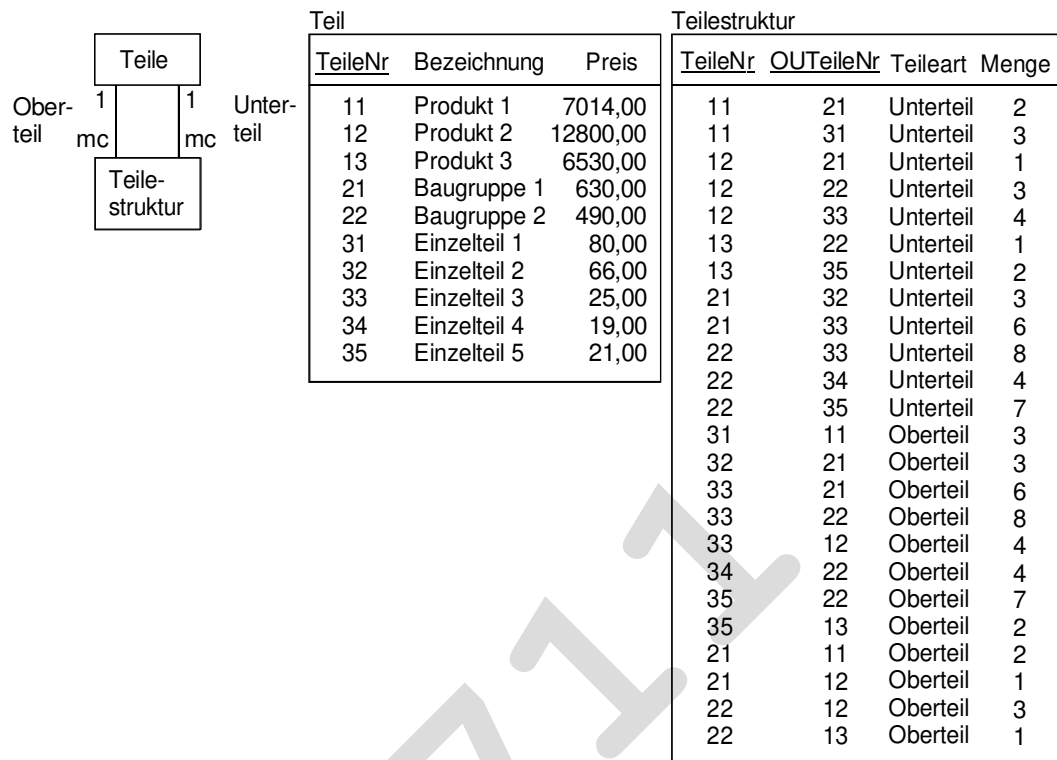 Teile
Ober-
teil
1
1
Unter-
teil
mc
mc
Teile-
struktur
Teil
TeileNr Bezeichnung Preis
11 Produkt 1 7014,00
12 Produkt 2 12800,00
13 Produkt 3 6530,00
21 Baugruppe 1 630,00
22 Baugruppe 2 490,00
31 Einzelteil 1 80,00
32 Einzelteil 2 66,00
33 Einzelteil 3 25,00
34 Einzelteil 4 19,00
35 Einzelteil 5 21,00
Teilestruktur
TeileNr OUTeileNr Teileart Menge
11 21 Unterteil 2
11 31 Unterteil 3
12 21 Unterteil 1
12 22 Unterteil 3
12 33 Unterteil 4
13 22 Unterteil 1
13 35 Unterteil 2
21 32 Unterteil 3
21 33 Unterteil 6
22 33 Unterteil 8
22 34 Unterteil 4
22 35 Unterteil 7
31 11 Oberteil 3
32 21 Oberteil 3
33 21 Oberteil 6
33 22 Oberteil 8
33 12 Oberteil 4
34 22 Oberteil 4
35 22 Oberteil 7
35 13 Oberteil 2
21 11 Oberteil 2
21 12 Oberteil 1
22 12 Oberteil 3
22 13 Oberteil 1
711